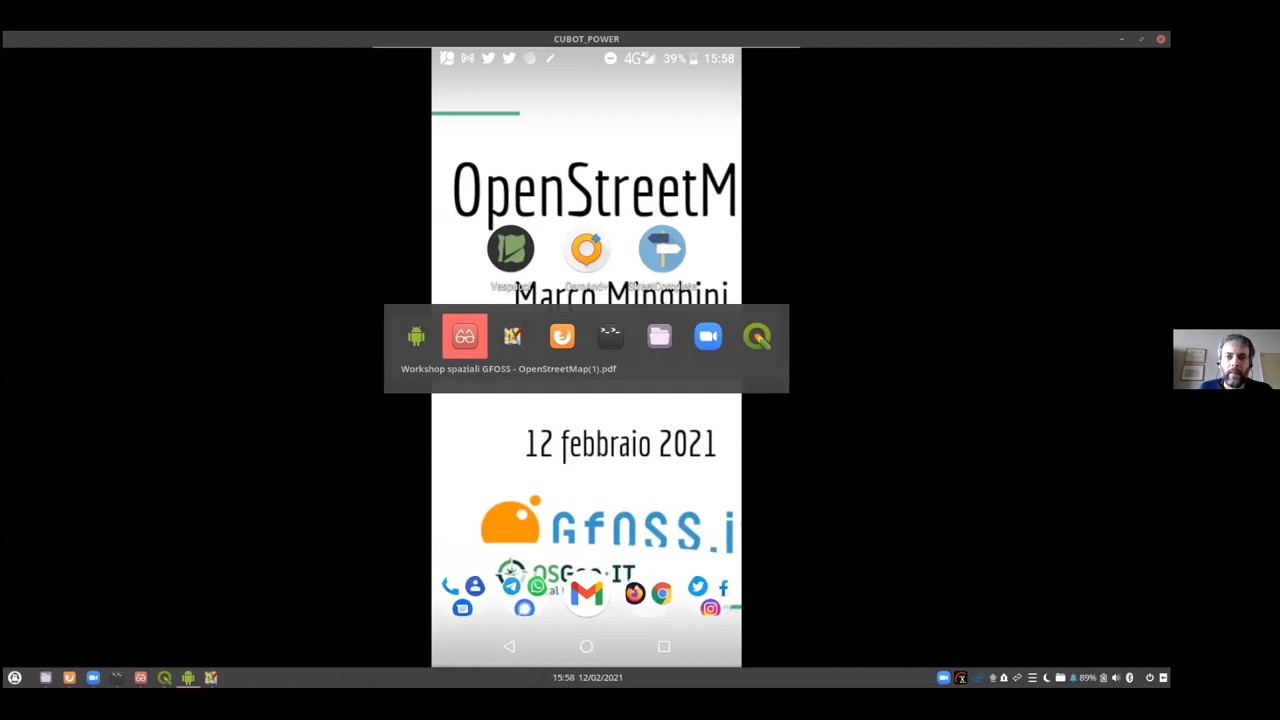 CUBOT_POWER
4G 39% 15:58
OpenStreetM
Marco Minghini
Workshop spaziali GFOSS - OpenStreetMap(1).pdf
12 febbraio 2021
GfOSS.i
15:58 12/02/2021
89%